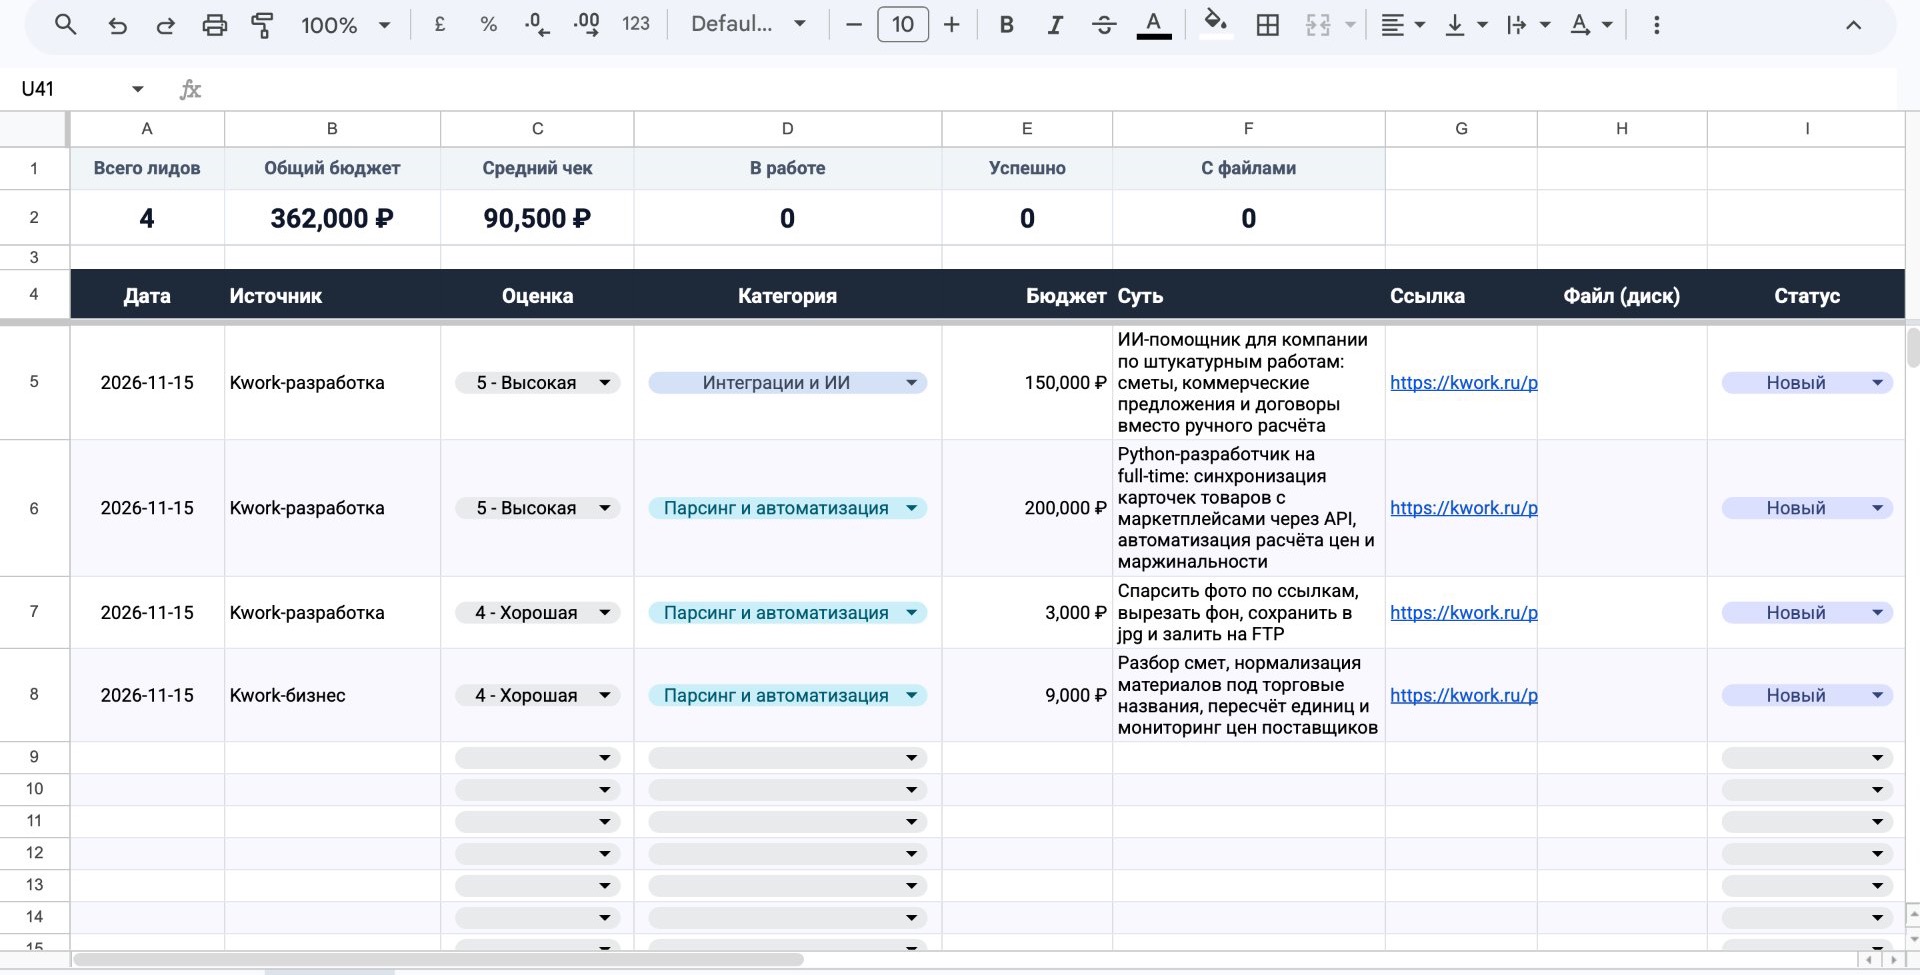 100%
£ % .0 .00 123 Defaul... 10 B I A A
U41 fx
A B C D E F G H I
1 Всего лидов Общий бюджет Средний чек В работе Успешно С файлами
2 4 362,000 ₽ 90,500 ₽ 0 0 0
3
4 Дата Источник Оценка Категория Бюджет Суть Ссылка Файл (диск) Статус
5 2026-11-15 Kwork-разработка 5 - Высокая Интеграции и ИИ 150,000 ₽
ИИ-помощник для компании
по штукатурным работам:
сметы, коммерческие
предложения и договоры
вместо ручного расчёта
https://kwork.ru/p Новый
6 2026-11-15 Kwork-разработка 5 - Высокая Парсинг и автоматизация 200,000 ₽
Python-разработчик на
full-time: синхронизация
карточек товаров с
маркетплейсами через API,
автоматизация расчёта цен и
маржинальности
https://kwork.ru/p Новый
7 2026-11-15 Kwork-разработка 4 - Хорошая Парсинг и автоматизация 3,000 ₽
Спарсить фото по ссылкам,
вырезать фон, сохранить в
jpg и залить на FTP
https://kwork.ru/p Новый
8 2026-11-15 Kwork-бизнес 4 - Хорошая Парсинг и автоматизация 9,000 ₽
Разбор смет, нормализация
материалов под торговые
названия, пересчёт единиц и
мониторинг цен поставщиков
https://kwork.ru/p Новый
9
10
11
12
13
14
15